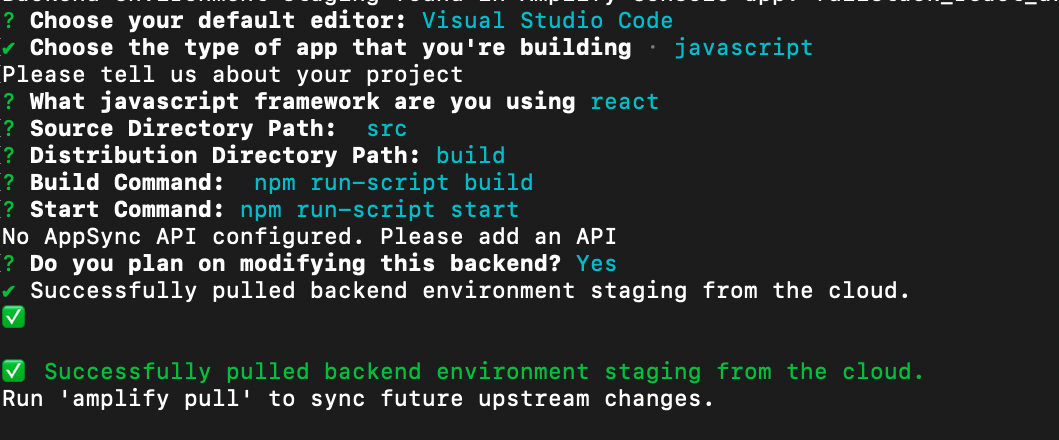 ? Choose your default editor: Visual Studio Code
✔ Choose the type of app that you're building · javascript
Please tell us about your project
? What javascript framework are you using react
? Source Directory Path:  src
? Distribution Directory Path: build
? Build Command:  npm run-script build
? Start Command: npm run-script start
No AppSync API configured. Please add an API
? Do you plan on modifying this backend? Yes
✔ Successfully pulled backend environment staging from the cloud.
✅
✅ Successfully pulled backend environment staging from the cloud.
Run 'amplify pull' to sync future upstream changes.